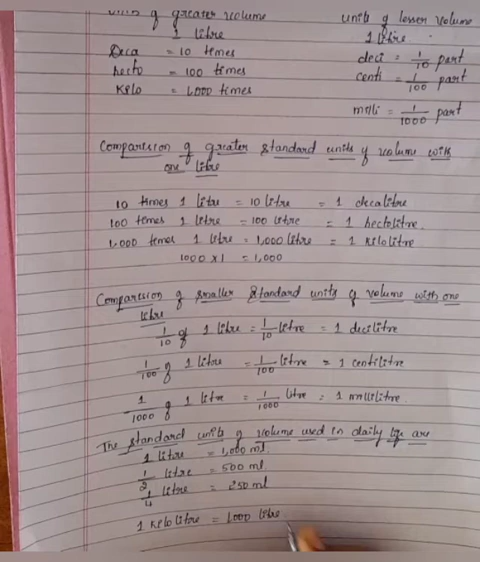 units of greater volume
units of lesser volume
1 litre
1 litre
Deca = 10 times
deci = 1/10 part
hecto = 100 times
centi = 1/100 part
Kilo = 1,000 times
milli = 1/1000 part
Comparision of greater standard units of volume with
one litre
10 times 1 litre = 10 litre = 1 decalitre
100 times 1 litre = 100 litre = 1 hectolitre.
1,000 times 1 litre = 1,000 litre = 1 kilolitre
1000 x 1 = 1,000
Comparision of smaller standard units of volume with one
litre
1/10 of 1 litre = 1/10 litre = 1 decilitre
1/100 of 1 litre = 1/100 litre = 1 centilitre
1/1000 of 1 litre = 1/1000 litre = 1 millilitre.
The standard units of volume used in daily life are
1 litre = 1,000 ml.
1/2 litre = 500 ml
1/4 litre = 250 ml
1 kilolitre = 1,000 litre